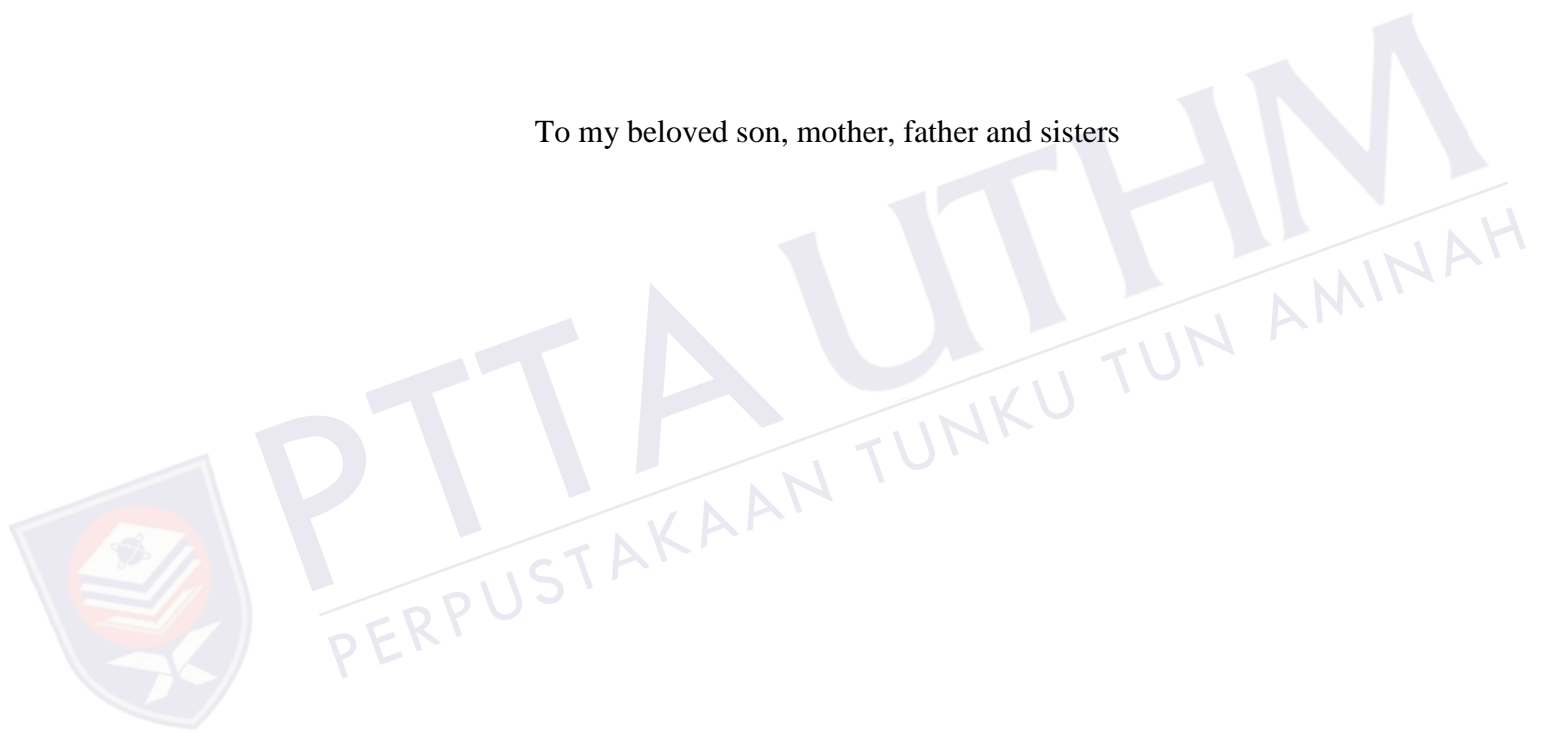 To my beloved son, mother, father and sisters
PTTA UTHM
PERPUSTAKAAN TUNKU TUN AMINAH